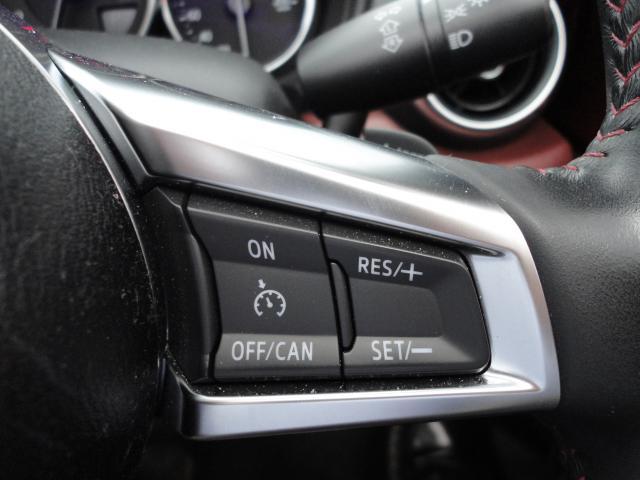 ON
RES/+
OFF/CAN
SET/—